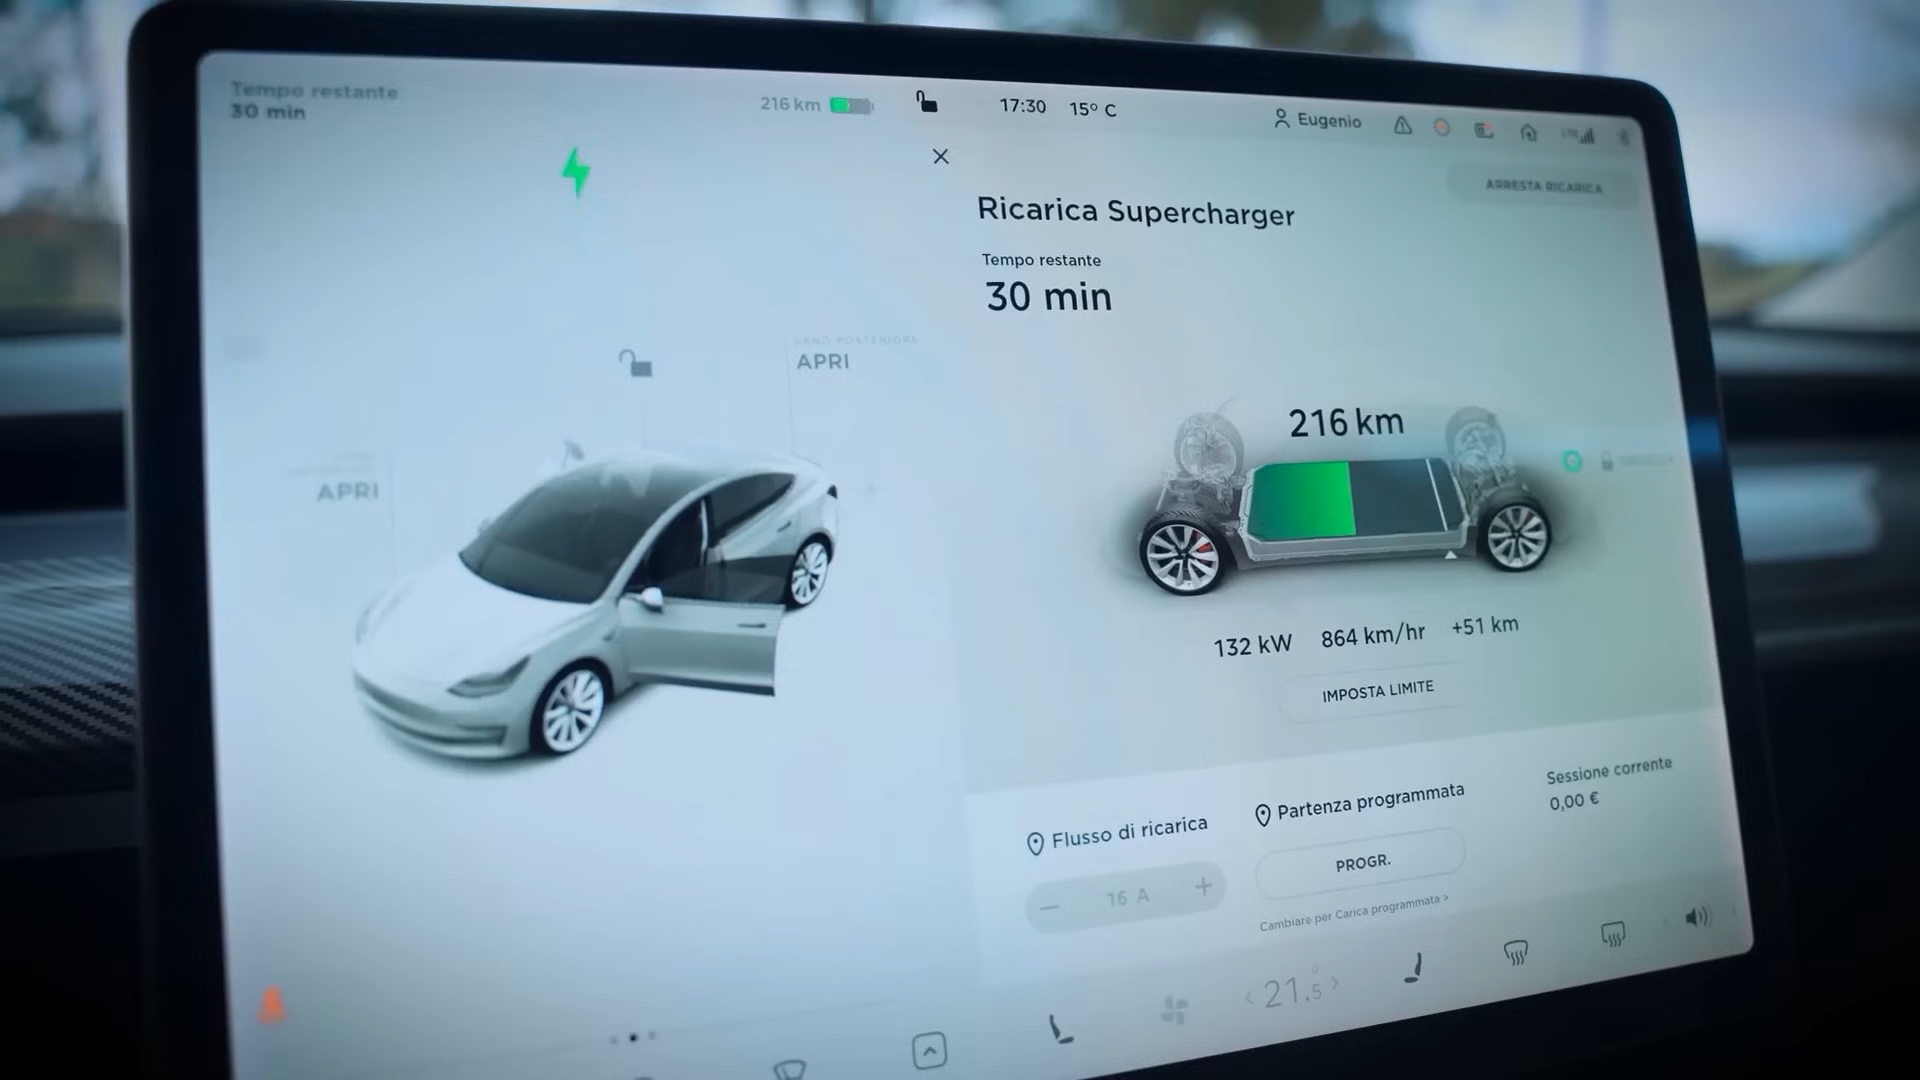 Tempo restante
30 min
216 km
17:30
15° C
Eugenio
LTE
ARRESTA RICARICA
Ricarica Supercharger
Tempo restante
30 min
APRI
APRI
216 km
132 kW
864 km/hr
+51 km
IMPOSTA LIMITE
Flusso di ricarica
16 A
Partenza programmata
PROGR.
Cambiare per Carica programmata >
Sessione corrente
0,00 €
21.5